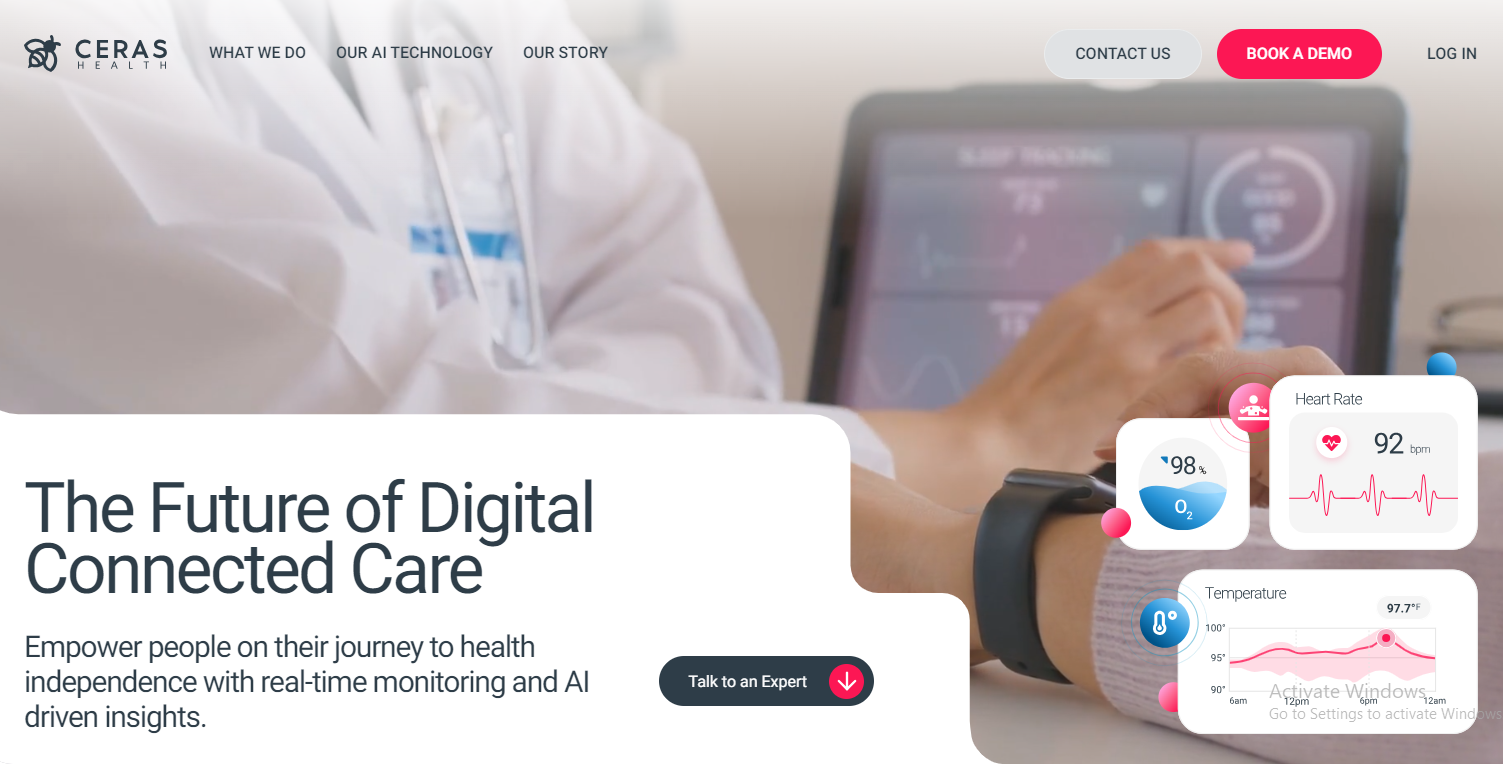 CERAS
HEALTH
WHAT WE DO
OUR AI TECHNOLOGY
OUR STORY
CONTACT US
BOOK A DEMO
LOG IN
SLEEP TRACKING
73
The Future of Digital
Connected Care
Empower people on their journey to health
independence with real-time monitoring and AI
driven insights.
Talk to an Expert
98 %
O2
Heart Rate
92 bpm
Temperature
97.7°F
100°
95°
90°
6am
12pm
6pm
12am
Activate Windows
Go to Settings to activate Windows